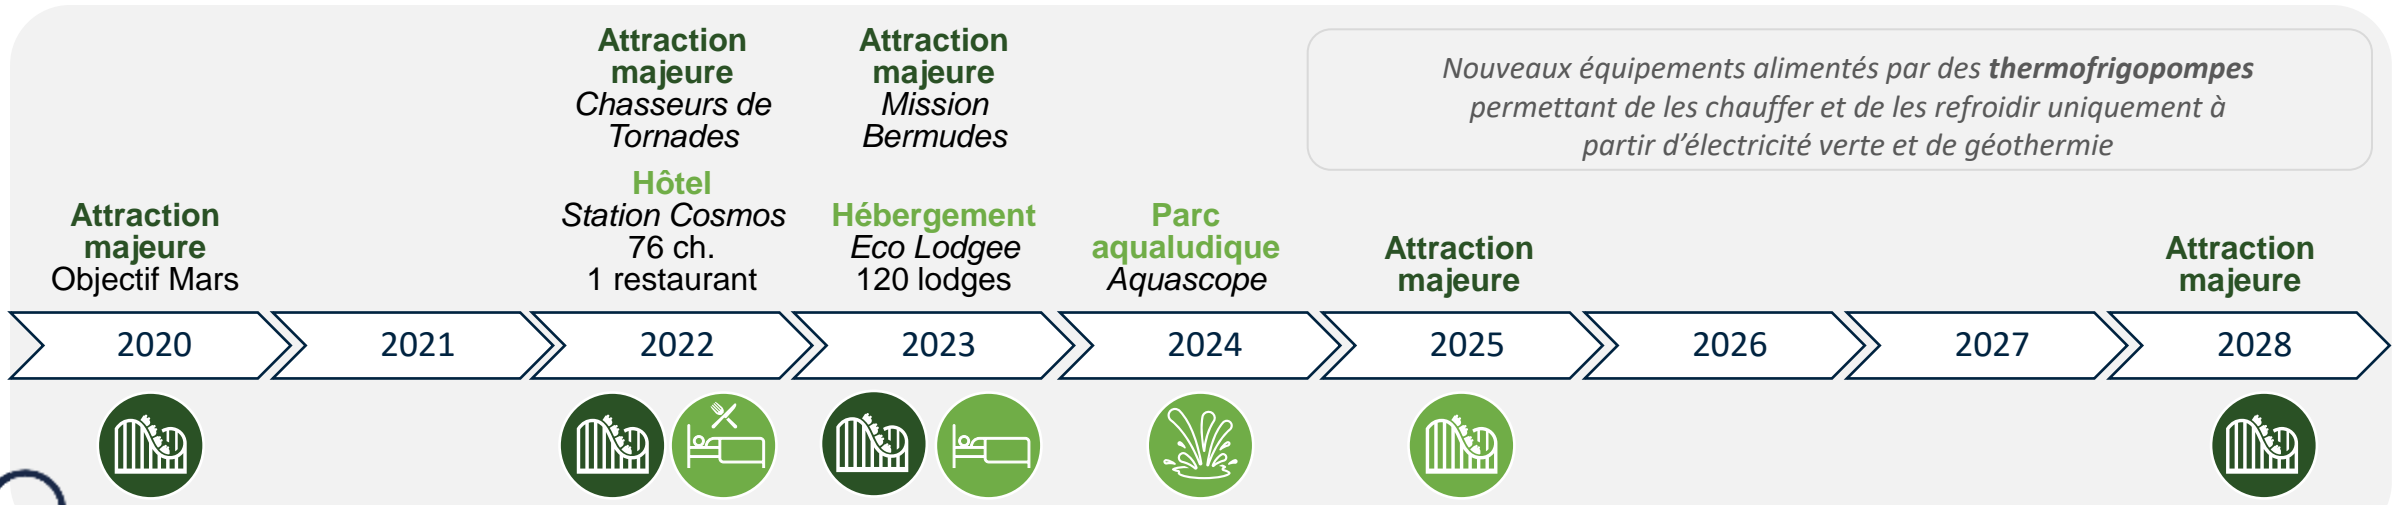 Attraction
majeure
Objectif Mars
Attraction
majeure
Chasseurs de
Tornades
Hôtel
Station Cosmos
76 ch.
1 restaurant
Attraction
majeure
Mission
Bermudes
Hébergement
Eco Lodgee
120 lodges
Parc
aqualudique
Aquascope
Attraction
majeure
Attraction
majeure
Nouveaux équipements alimentés par des thermofrigopompes
permettant de les chauffer et de les refroidir uniquement à
partir d’électricité verte et de géothermie
2020
2021
2022
2023
2024
2025
2026
2027
2028